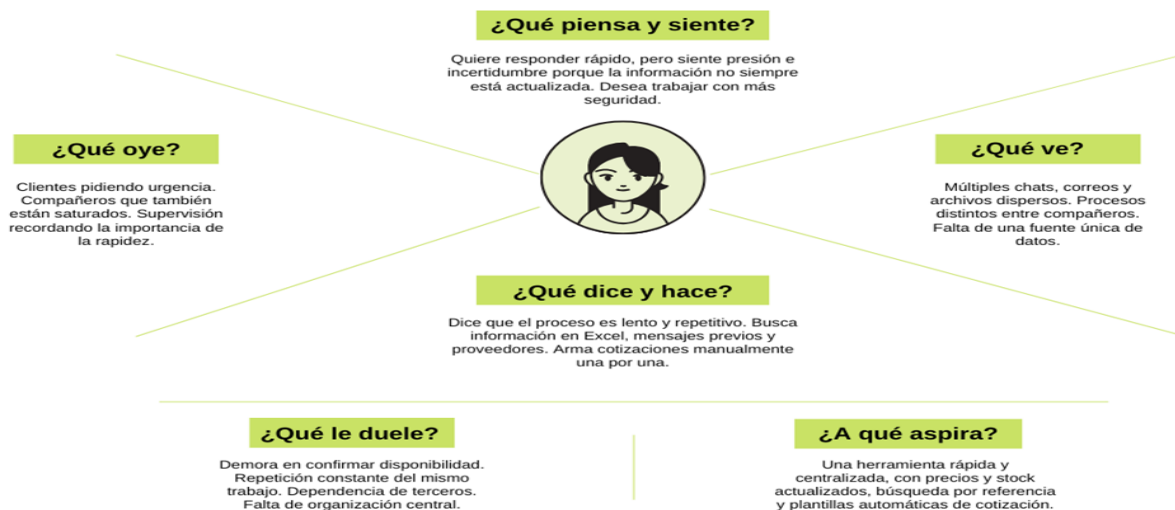 ¿Qué piensa y siente?
Quiere responder rápido, pero siente presión e
incertidumbre porque la información no siempre
está actualizada. Desea trabajar con más
seguridad.
¿Qué oye?
Clientes pidiendo urgencia.
Compañeros que también
están saturados. Supervisión
recordando la importancia de
la rapidez.
¿Qué ve?
Múltiples chats, correos y
archivos dispersos. Procesos
distintos entre compañeros.
Falta de una fuente única de
datos.
¿Qué dice y hace?
Dice que el proceso es lento y repetitivo. Busca
información en Excel, mensajes previos y
proveedores. Arma cotizaciones manualmente
una por una.
¿Qué le duele?
Demora en confirmar disponibilidad.
Repetición constante del mismo
trabajo. Dependencia de terceros.
Falta de organización central.
¿A qué aspira?
Una herramienta rápida y
centralizada, con precios y stock
actualizados, búsqueda por referencia
y plantillas automáticas de cotización.